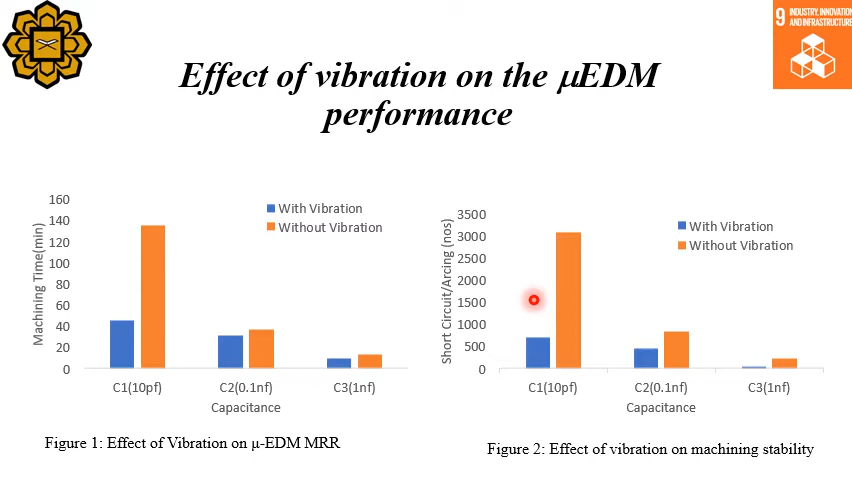 9 INDUSTRY, INNOVATION
AND INFRASTRUCTURE
Effect of vibration on the µEDM
performance
160
140
120
100
80
60
40
20
0
Machining Time(min)
With Vibration
Without Vibration
C1(10pf) C2(0.1nf) C3(1nf)
Capacitance
Figure 1: Effect of Vibration on µ-EDM MRR
3500
3000
2500
2000
1500
1000
500
0
Short Circuit/Arcing (nos)
With Vibration
Without Vibration
C1(10pf) C2(0.1nf) C3(1nf)
Capacitance
Figure 2: Effect of vibration on machining stability